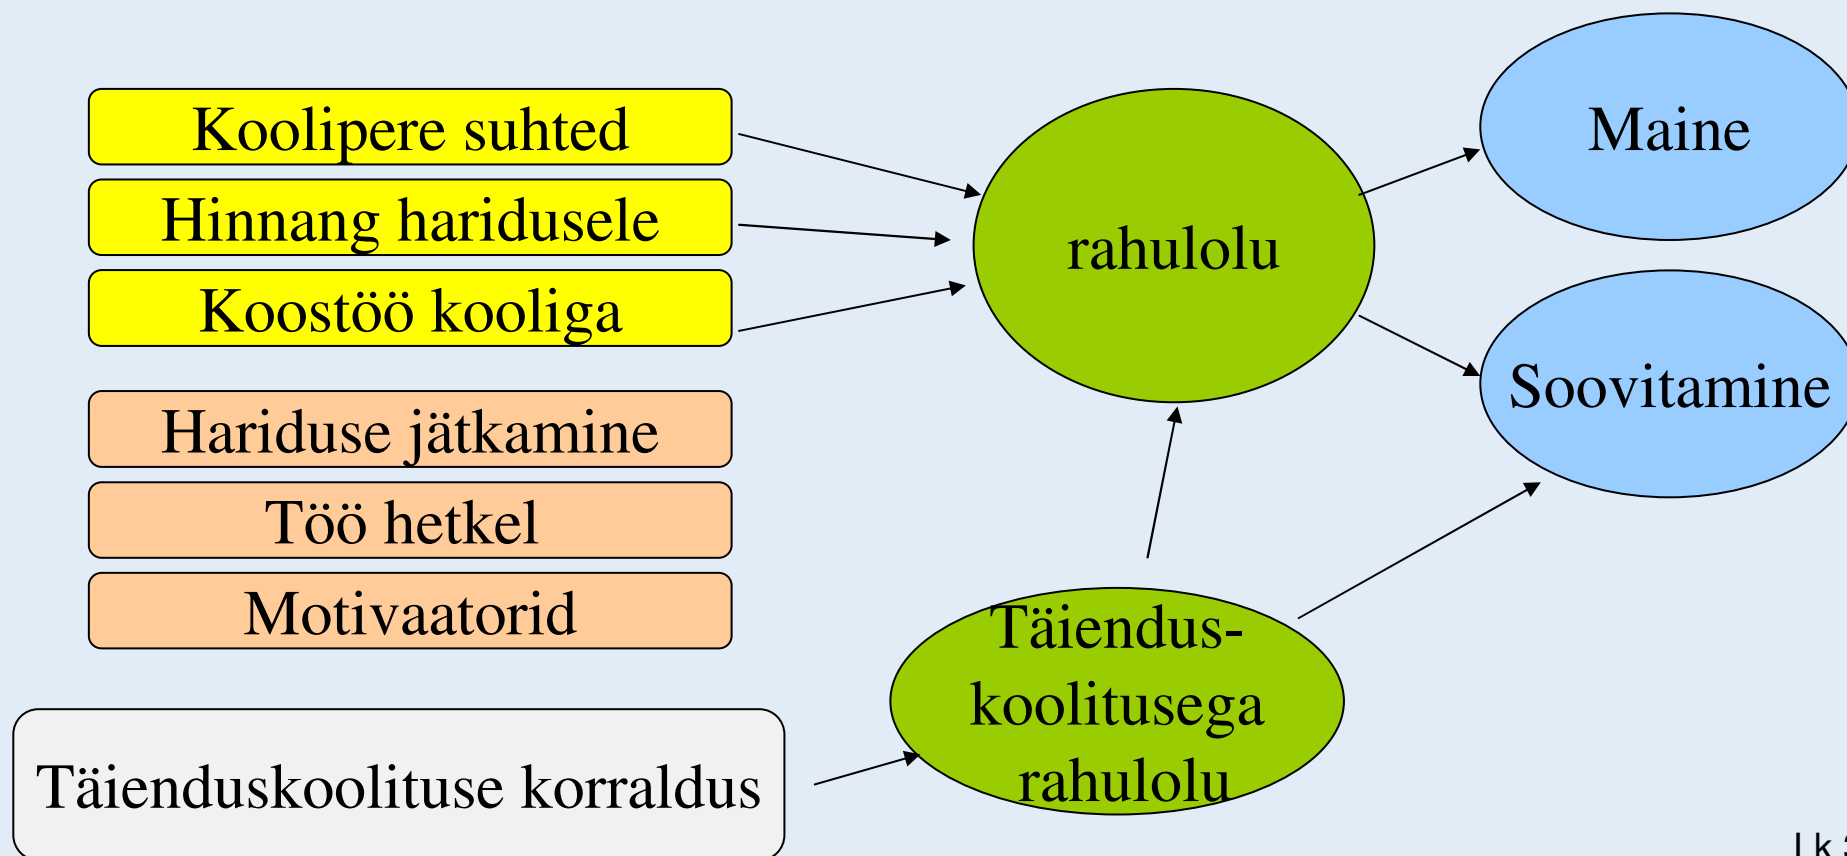 Koolipere suhted
Hinnang haridusele
Koostöö kooliga
Hariduse jätkamine
Töö hetkel
Motivaatorid
Täienduskoolituse korraldus
rahulolu
Täiendus-
koolitusega
rahulolu
Maine
Soovitamine